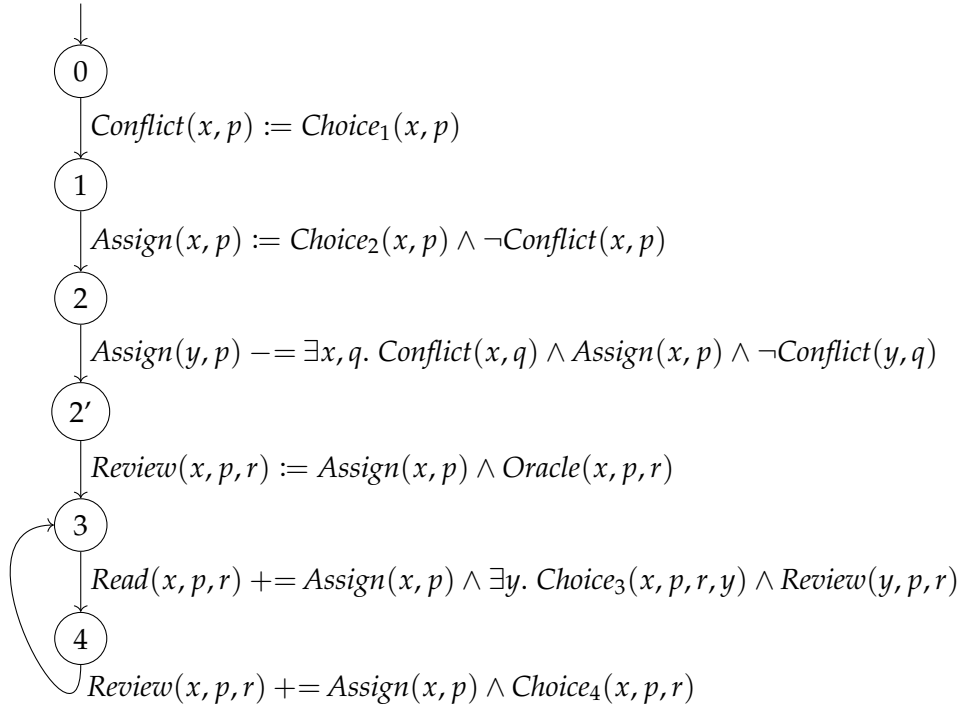 0
Conflict(x, p) := Choice₁(x, p)
1
Assign(x, p) := Choice₂(x, p) ∧ ¬Conflict(x, p)
2
Assign(y, p) −= ∃x, q. Conflict(x, q) ∧ Assign(x, p) ∧ ¬Conflict(y, q)
2′
Review(x, p, r) := Assign(x, p) ∧ Oracle(x, p, r)
3
Read(x, p, r) += Assign(x, p) ∧ ∃y. Choice₃(x, p, r, y) ∧ Review(y, p, r)
4
Review(x, p, r) += Assign(x, p) ∧ Choice₄(x, p, r)